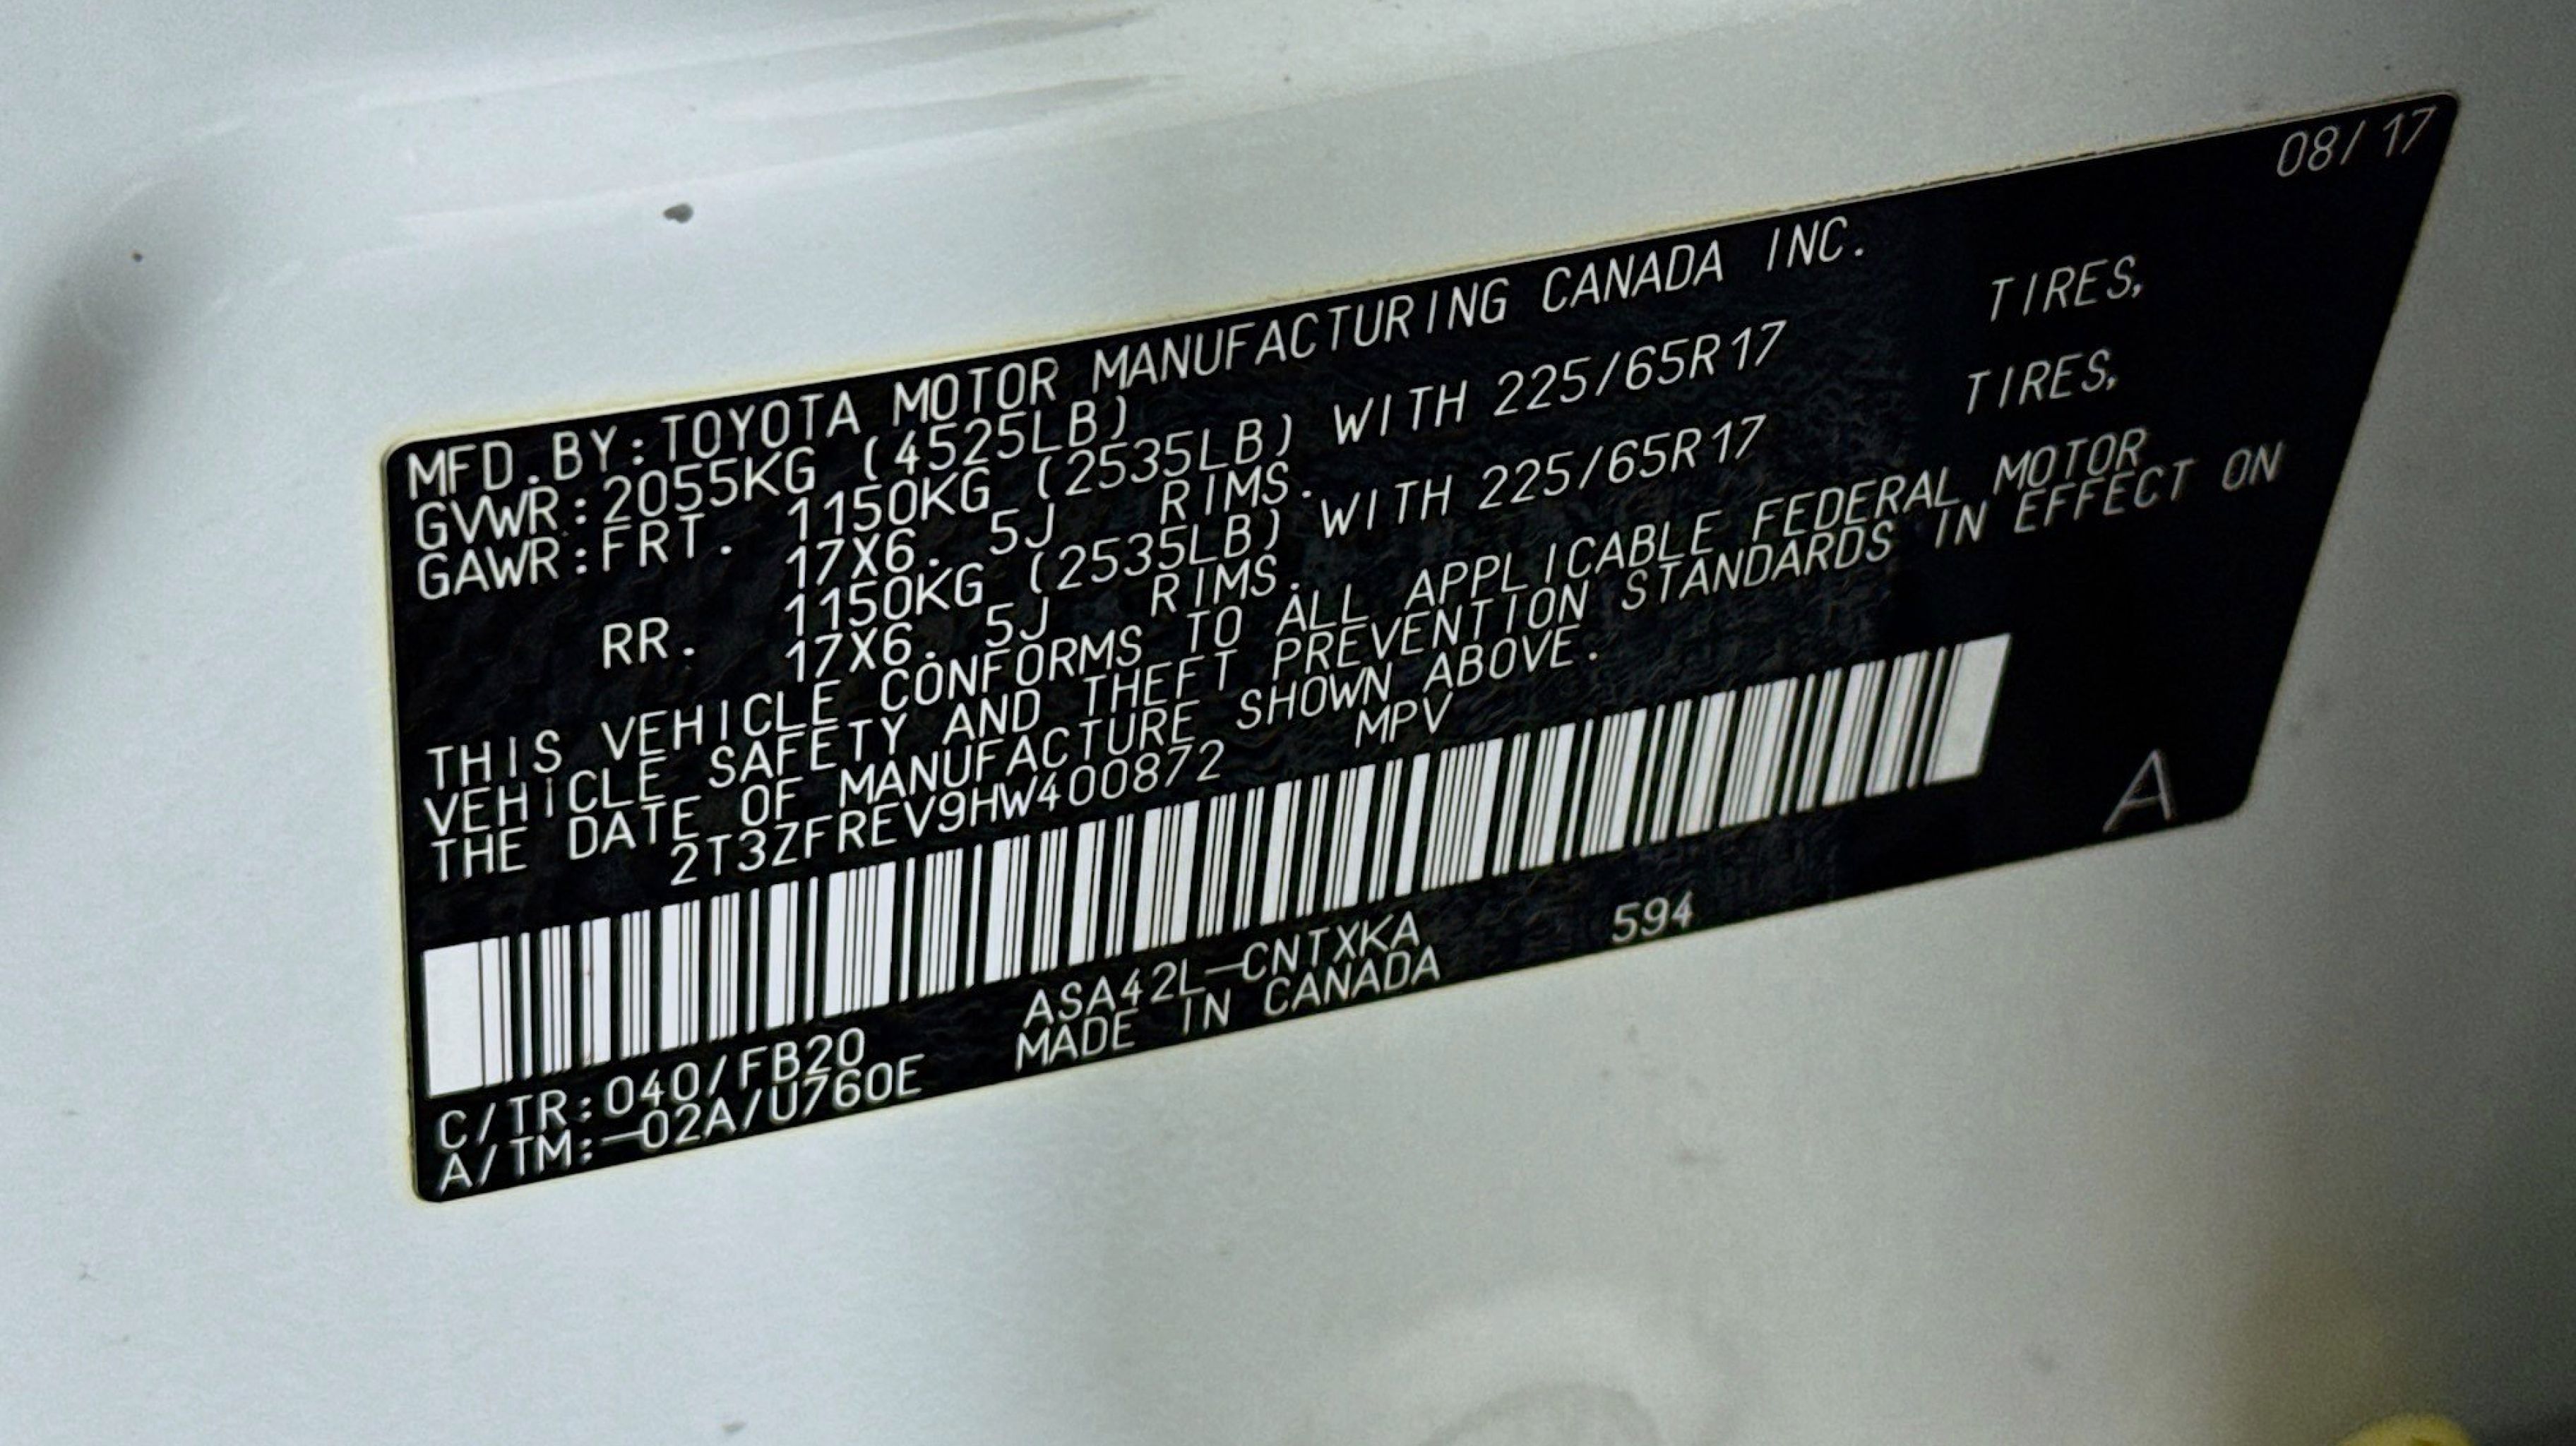 08/17
MFD.BY:TOYOTA MOTOR MANUFACTURING CANADA INC.
GVWR:2055KG (4525LB)
GAWR:FRT. 1150KG (2535LB) WITH 225/65R17 TIRES,
17X6.5J RIMS.
RR. 1150KG (2535LB) WITH 225/65R17 TIRES,
17X6.5J RIMS.
THIS VEHICLE CONFORMS TO ALL APPLICABLE FEDERAL MOTOR
VEHICLE SAFETY AND THEFT PREVENTION STANDARDS IN EFFECT ON
THE DATE OF MANUFACTURE SHOWN ABOVE.
2T3ZFREV9HW400872 MPV
A
C/TR:040/FB20 ASA42L-CNTXKA 594
A/TM:-02A/U760E MADE IN CANADA